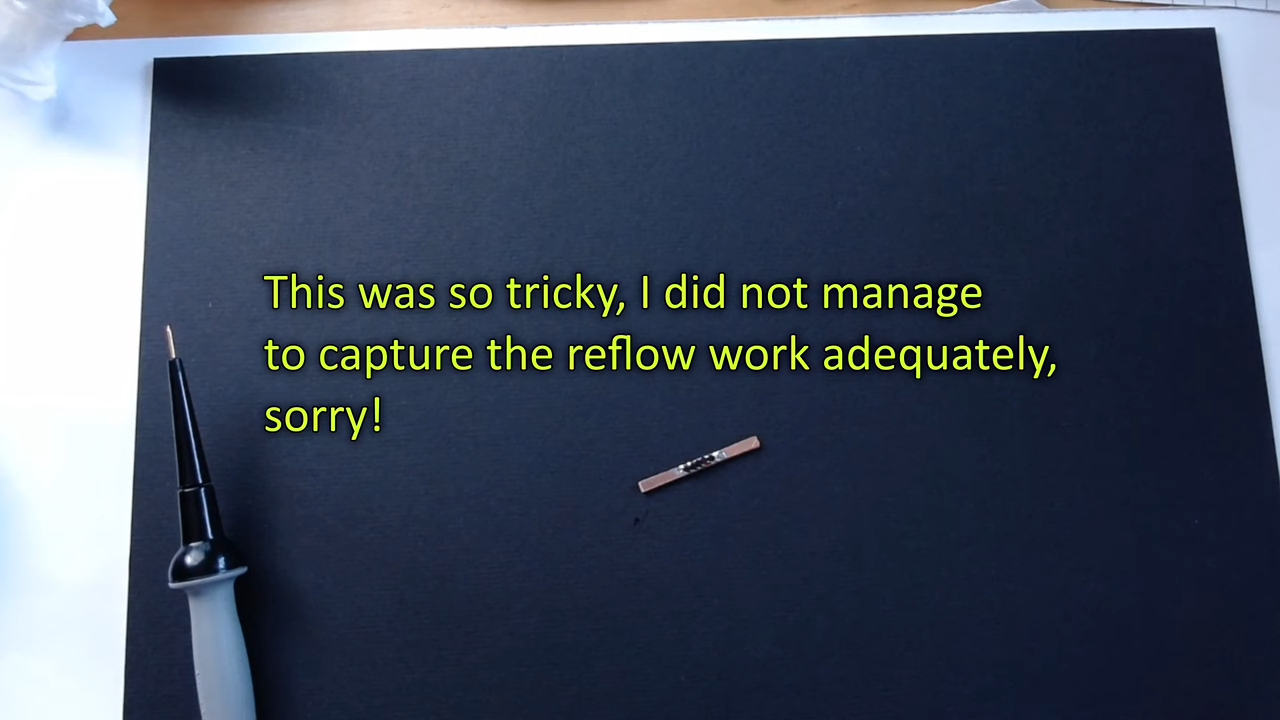 This was so tricky, I did not manage
to capture the reflow work adequately,
sorry!